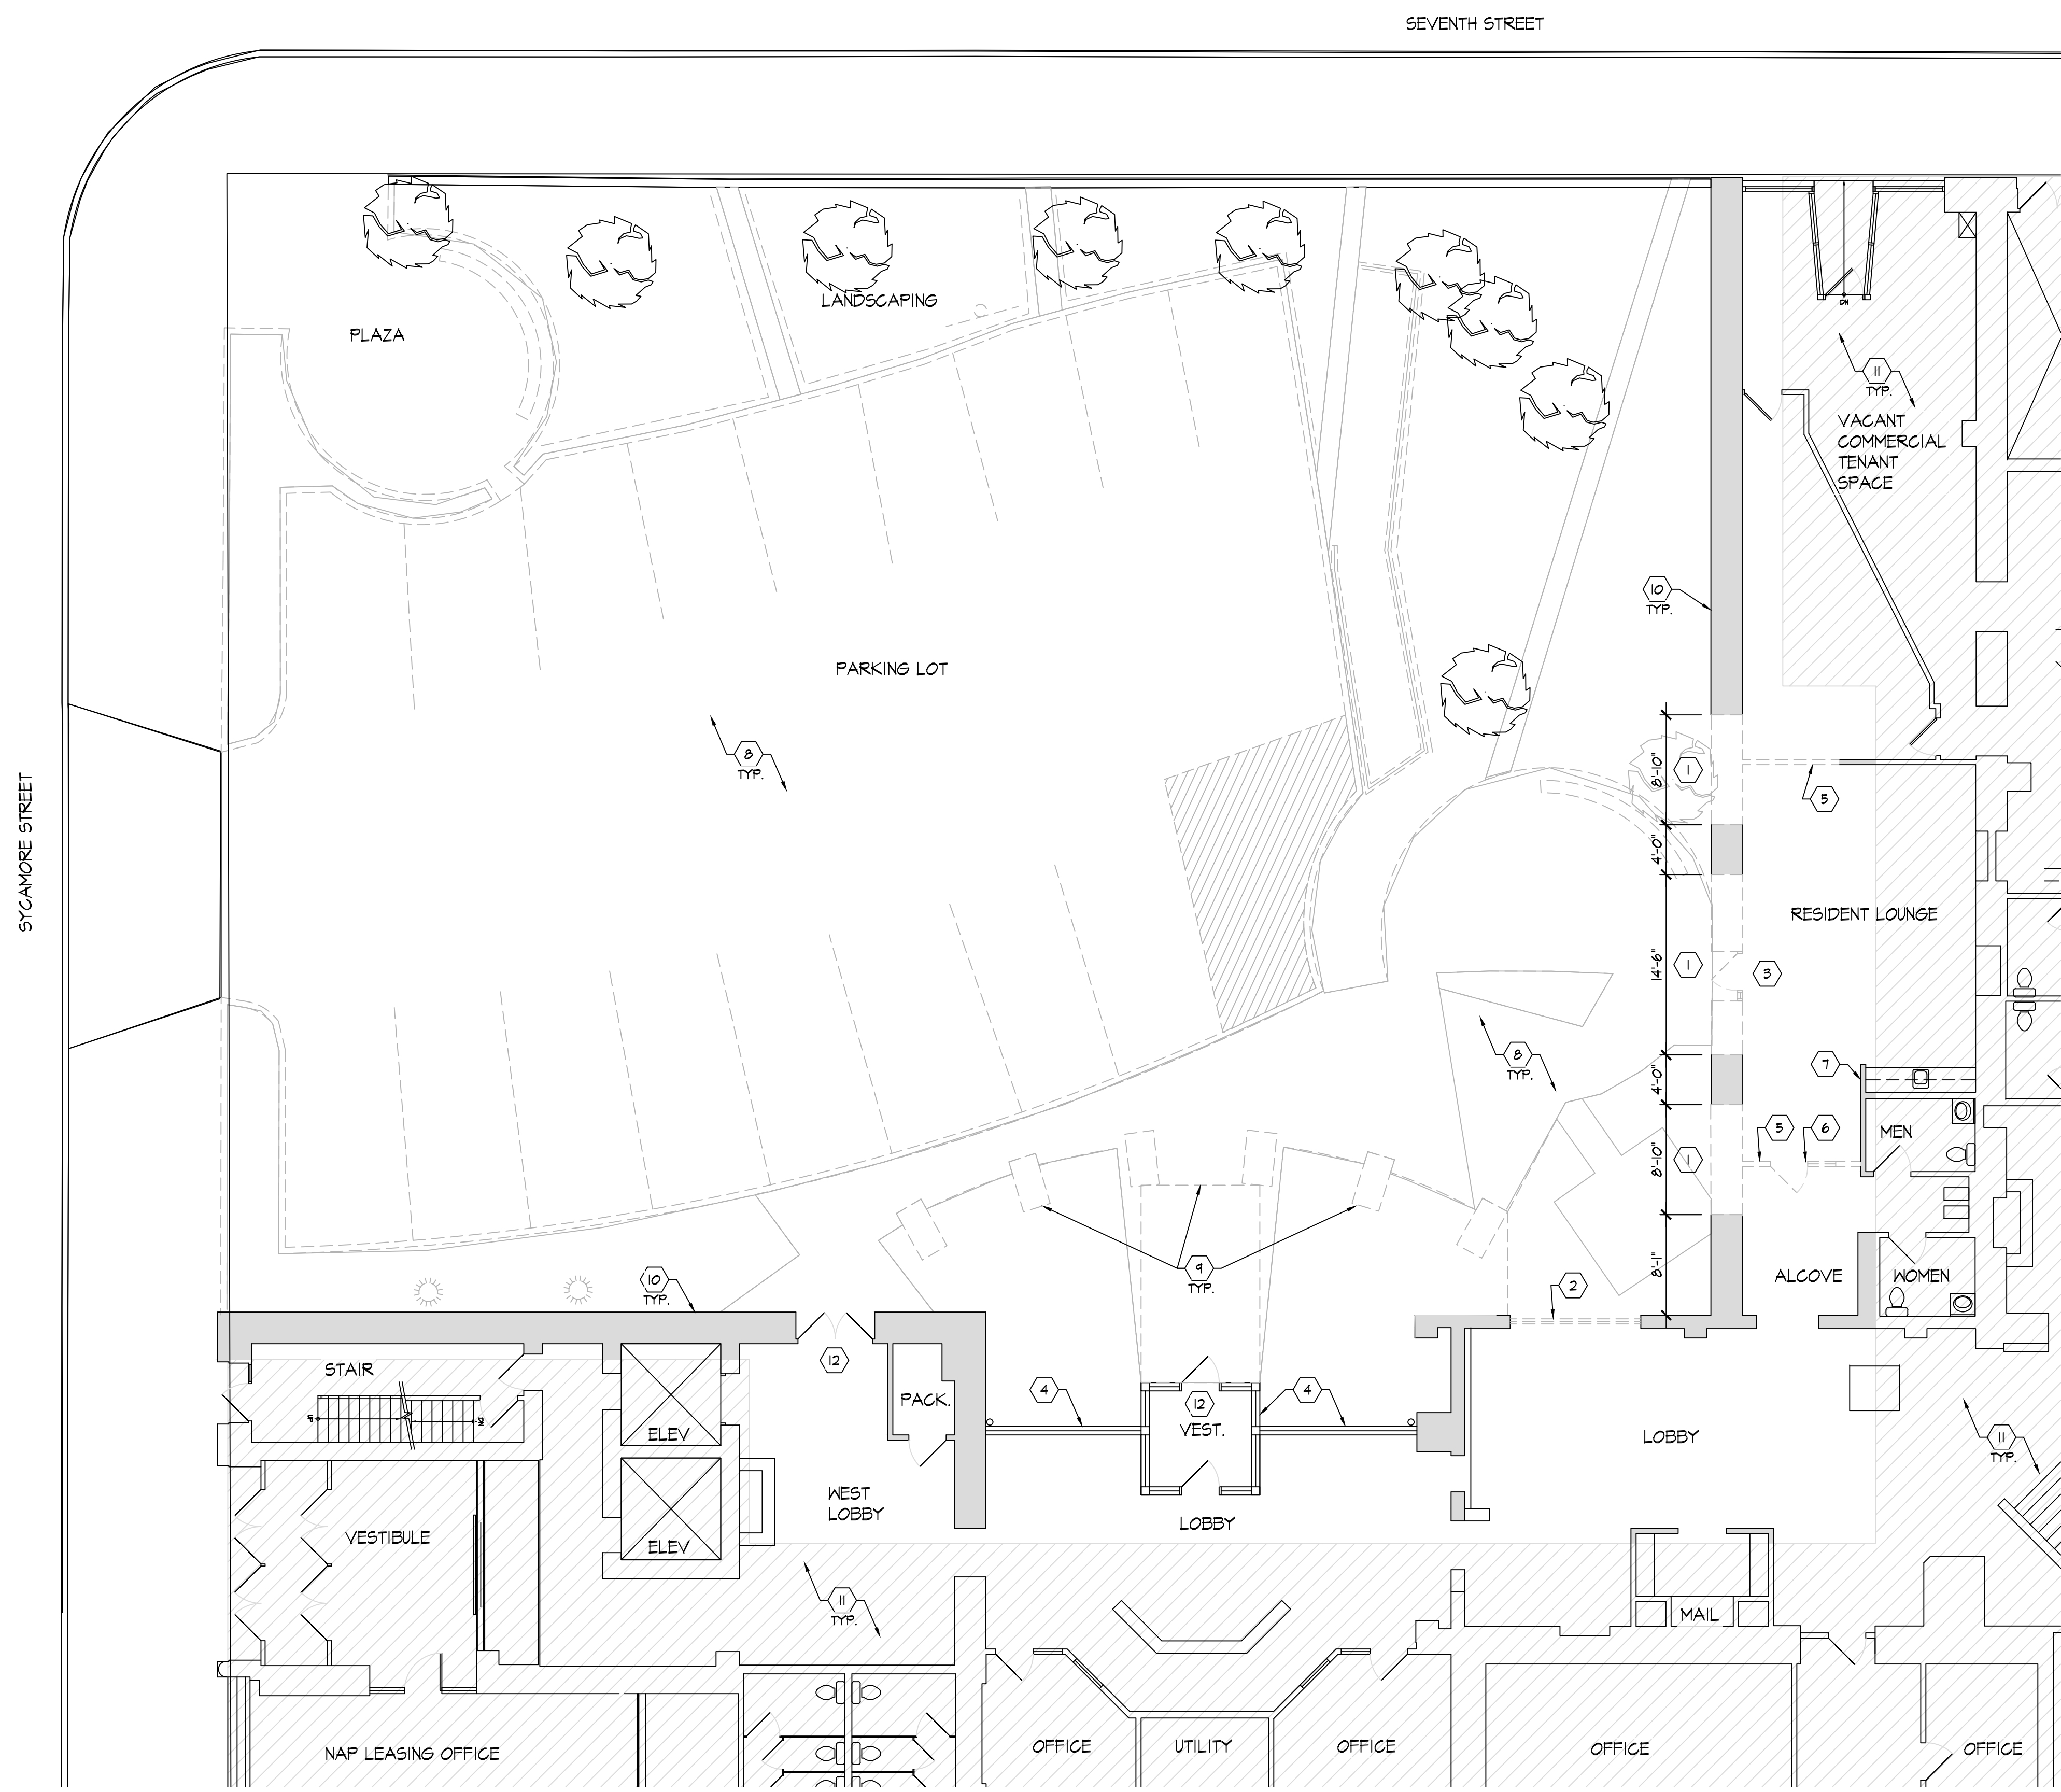 SEVENTH STREET
SYCAMORE STREET
PLAZA
LANDSCAPING
DN
11
TYP.
VACANT
COMMERCIAL
TENANT
SPACE
10
TYP.
PARKING LOT
8
TYP.
8'-10"
1
5
4'-0"
RESIDENT LOUNGE
14'-6"
1
3
8
TYP.
4'-0"
7
5
6
MEN
8'-10"
1
9
TYP.
10
TYP.
2
8'-1"
ALCOVE
WOMEN
12
STAIR
4
12
4
PACK.
VEST.
ELEV
LOBBY
11
TYP.
WEST
LOBBY
LOBBY
VESTIBULE
ELEV
11
TYP.
MAIL
NAP LEASING OFFICE
OFFICE
UTILITY
OFFICE
OFFICE
OFFICE